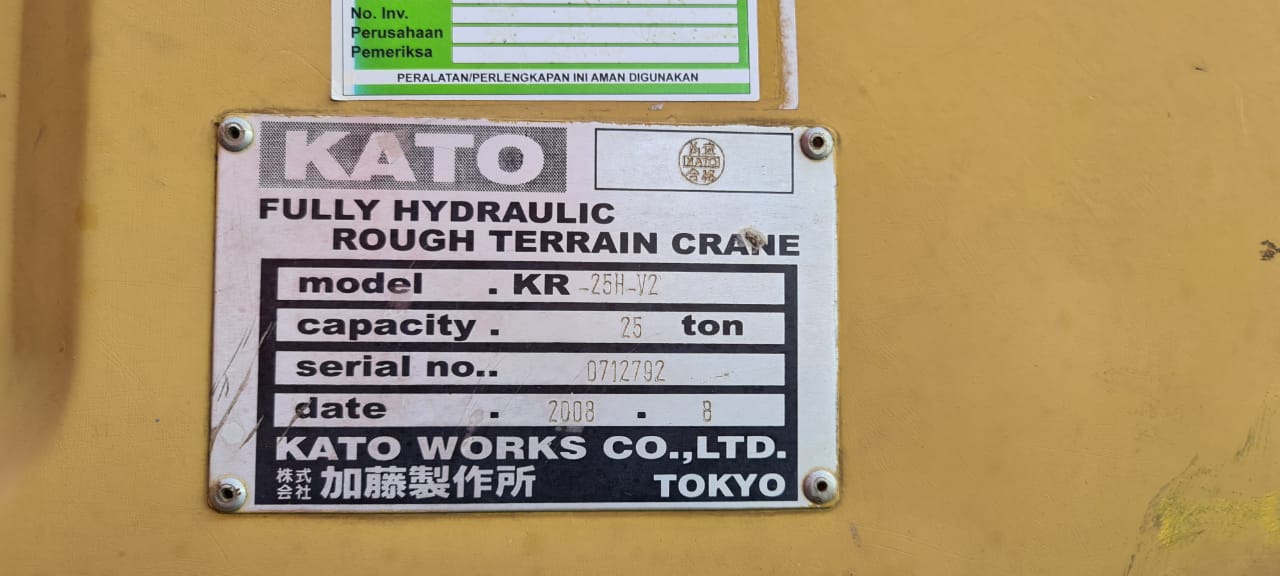 No. Inv.
Perusahaan
Pemeriksa
PERALATAN/PERLENGKAPAN INI AMAN DIGUNAKAN
KATO
KATO
FULLY HYDRAULIC
ROUGH TERRAIN CRANE
model . KR -25H-V2
capacity . 25 ton
serial no.. 0712792 -
date . 2008 . 8
KATO WORKS CO.,LTD.
株式会社 加藤製作所 TOKYO